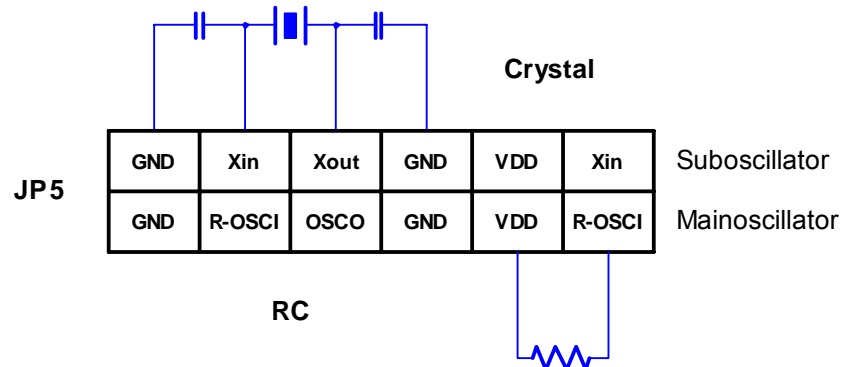 Crystal
GND Xin Xout GND VDD Xin Suboscillator
JP5
GND R-OSCI OSCO GND VDD R-OSCI Mainoscillator
RC